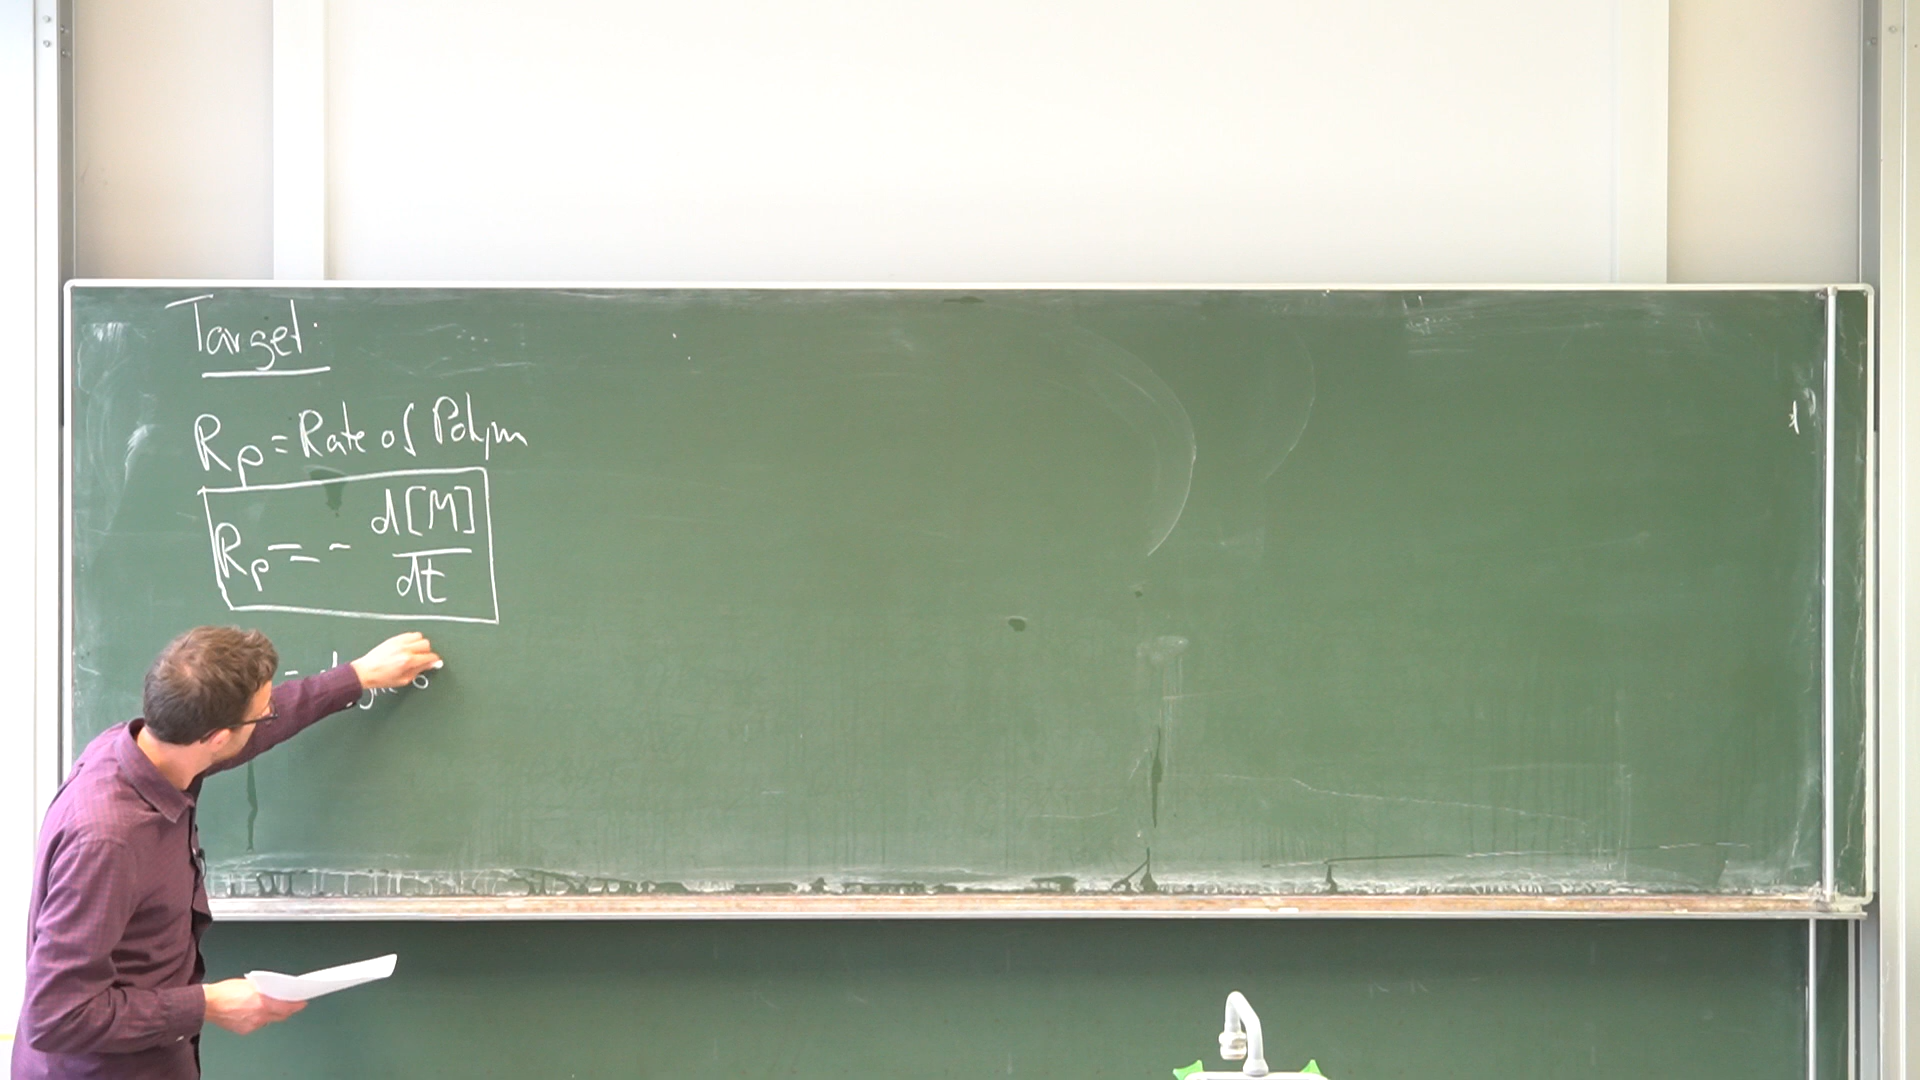 Target:
Rp = Rate of Polym
Rp = - d[M]/dt
=